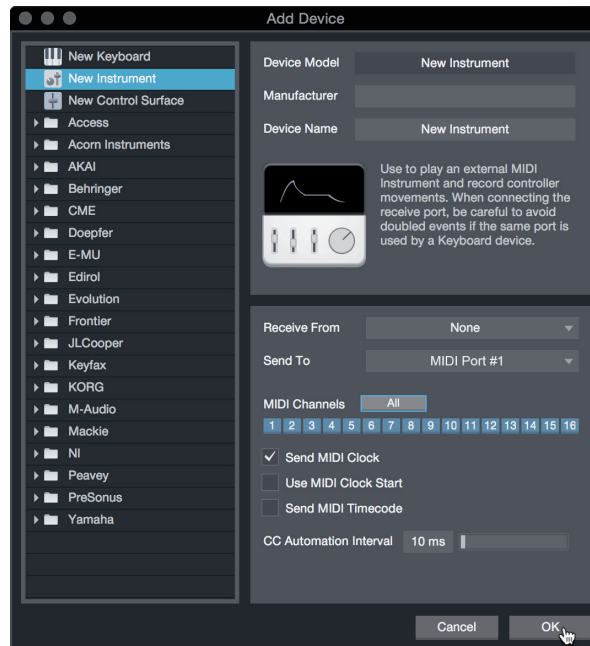 Add Device
New Keyboard
New Instrument
New Control Surface
Access
Acorn Instruments
AKAI
Behringer
CME
Doepfer
E-MU
Edirol
Evolution
Frontier
JLCooper
Keyfax
KORG
M-Audio
Mackie
NI
Peavey
PreSonus
Yamaha
Device Model New Instrument
Manufacturer
Device Name New Instrument
Use to play an external MIDI
Instrument and record controller
movements. When connecting the
receive port, be careful to avoid
doubled events if the same port is
used by a Keyboard device.
Receive From None
Send To MIDI Port #1
MIDI Channels All
1 2 3 4 5 6 7 8 9 10 11 12 13 14 15 16
Send MIDI Clock
Use MIDI Clock Start
Send MIDI Timecode
CC Automation Interval 10 ms
Cancel OK